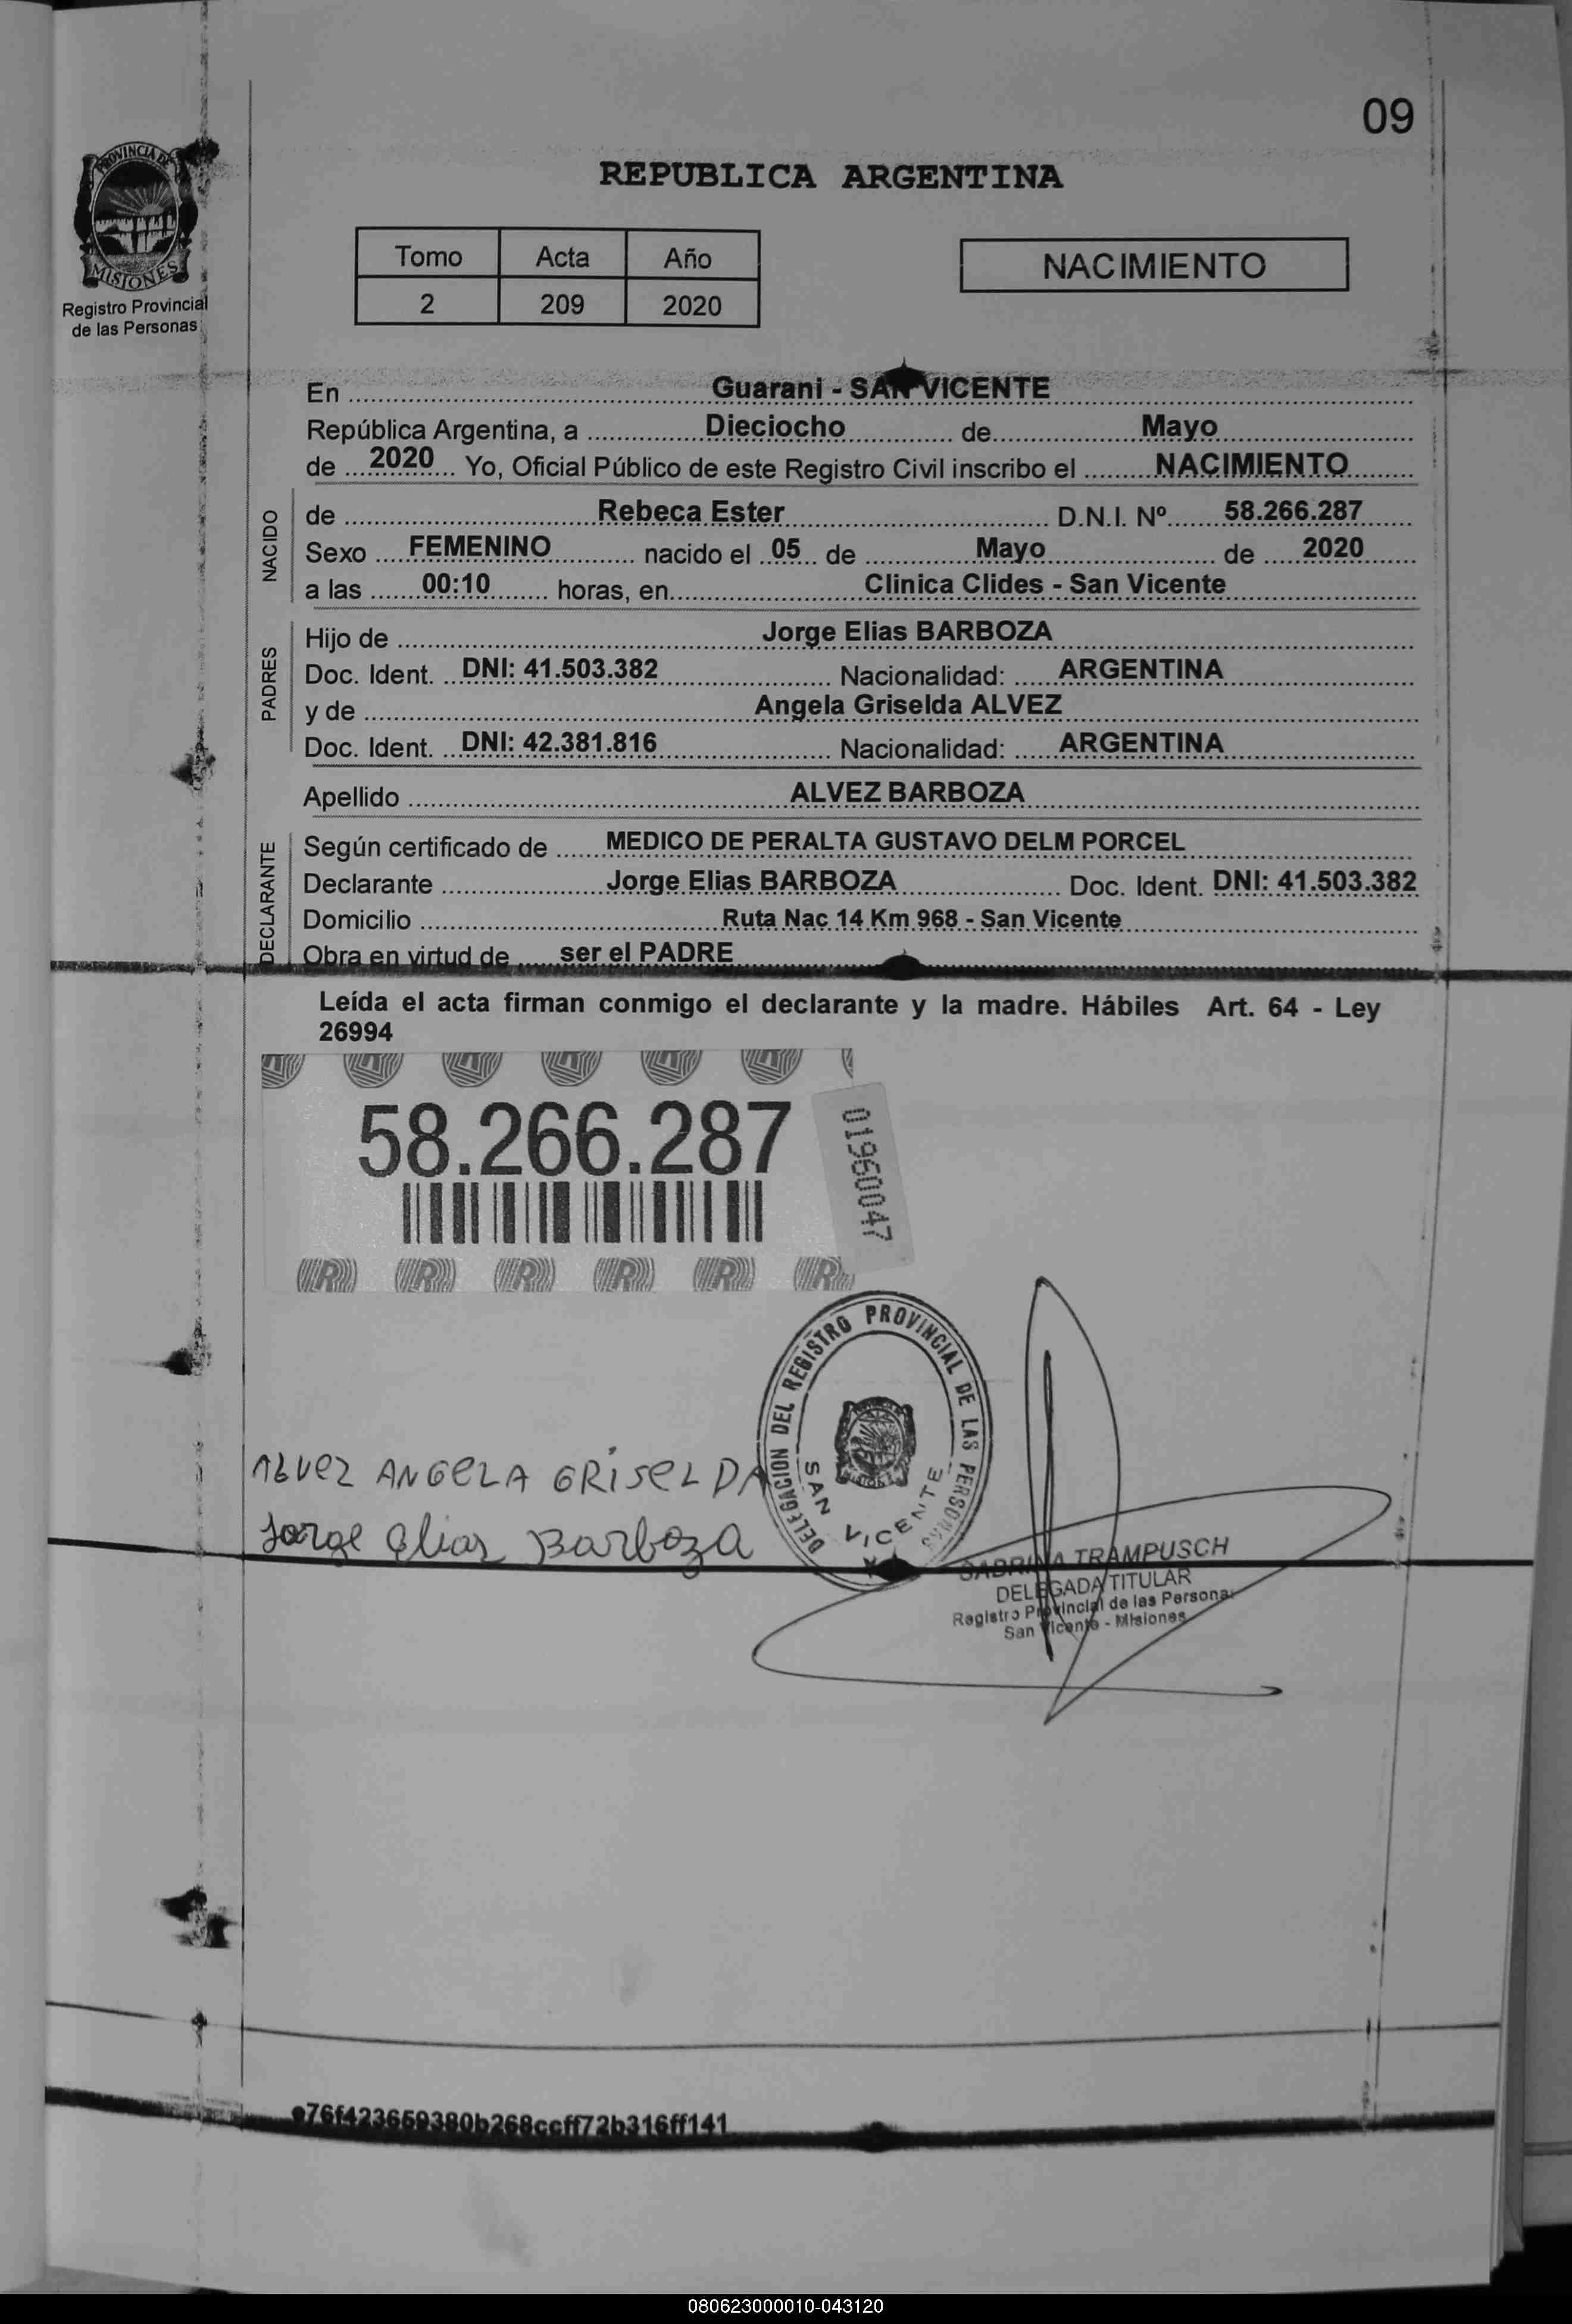 09
PROVINCIA DE
MISIONES
Registro Provincial
de las Personas
REPUBLICA ARGENTINA
Tomo Acta Año
2 209 2020
NACIMIENTO
En Guarani - SAN VICENTE
República Argentina, a Dieciocho de Mayo
de 2020 Yo, Oficial Público de este Registro Civil inscribo el NACIMIENTO
NACIDO
de Rebeca Ester D.N.I. Nº 58.266.287
Sexo FEMENINO nacido el 05 de Mayo de 2020
a las 00:10 horas, en Clinica Clides - San Vicente
PADRES
Hijo de Jorge Elias BARBOZA
Doc. Ident. DNI: 41.503.382 Nacionalidad: ARGENTINA
y de Angela Griselda ALVEZ
Doc. Ident. DNI: 42.381.816 Nacionalidad: ARGENTINA
Apellido ALVEZ BARBOZA
DECLARANTE
Según certificado de MEDICO DE PERALTA GUSTAVO DELM PORCEL
Declarante Jorge Elias BARBOZA Doc. Ident. DNI: 41.503.382
Domicilio Ruta Nac 14 Km 968 - San Vicente
Obra en virtud de ser el PADRE
Leída el acta firman conmigo el declarante y la madre. Hábiles Art. 64 - Ley
26994
58.266.287
01960047
DELEGACION DEL REGISTRO PROVINCIAL DE LAS PERSONAS
SAN VICENTE
ALVEZ ANGELA GRISELDA
Jorge Elias Barboza
SABRINA TRAMPUSCH
DELEGADA TITULAR
Registro Provincial de las Personas
San Vicente - Misiones
e76f423659380b268ccff72b316ff141
080623000010-043120